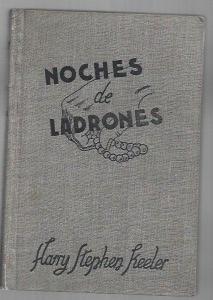 NOCHES
de
LADRONES
Harry Stephen Keeler